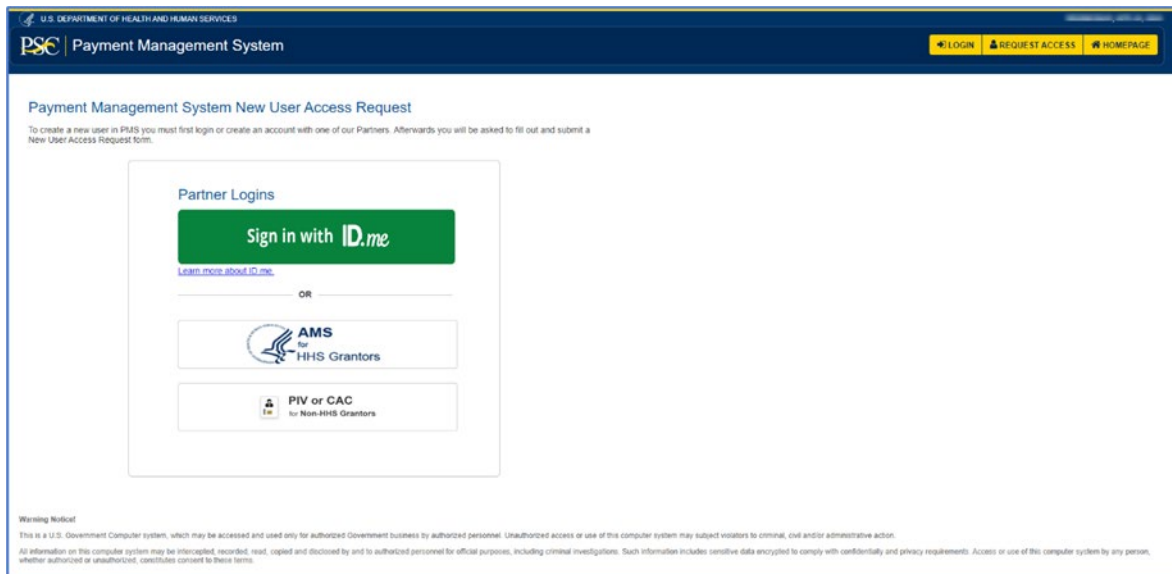 U.S. DEPARTMENT OF HEALTH AND HUMAN SERVICES
PSC Payment Management System
LOGIN REQUEST ACCESS HOMEPAGE
Payment Management System New User Access Request
To create a new user in PMS you must first login or create an account with one of our Partners. Afterwards you will be asked to fill out and submit a
New User Access Request form.
Partner Logins
Sign in with ID.me
Learn more about ID.me.
OR
AMS
for
HHS Grantors
PIV or CAC
for Non-HHS Grantors
Warning Notice!
This is a U.S. Government Computer system, which may be accessed and used only for authorized Government business by authorized personnel. Unauthorized access or use of this computer system may subject violators to criminal, civil and/or administrative action.
All information on this computer system may be intercepted, recorded, read, copied and disclosed by and to authorized personnel for official purposes, including criminal investigations. Such information includes sensitive data encrypted to comply with confidentially and privacy requirements. Access or use of this computer system by any person,
whether authorized or unauthorized, constitutes consent to these terms.